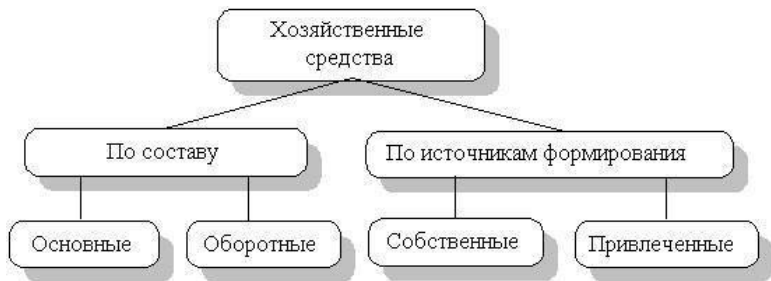 Хозяйственные
средства
По составу
По источникам формирования
Основные
Оборотные
Собственные
Привлеченные